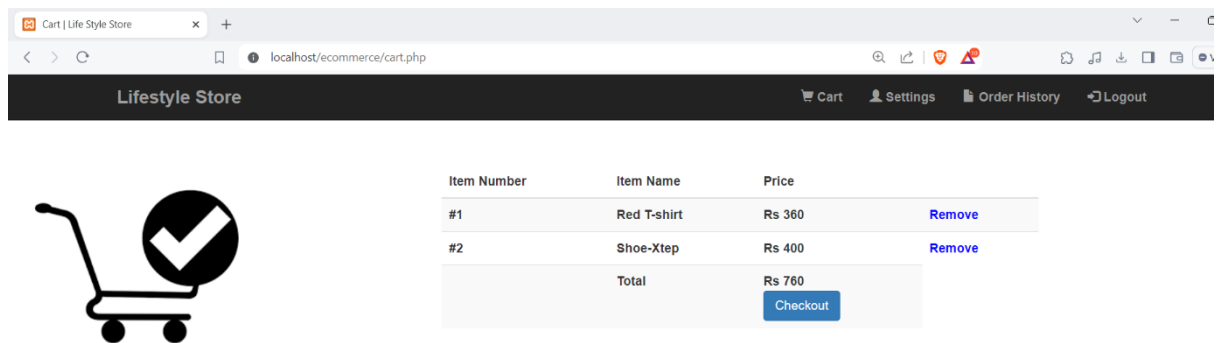 Cart | Life Style Store
localhost/ecommerce/cart.php
Lifestyle Store Cart Settings Order History Logout
Item Number Item Name Price
#1 Red T-shirt Rs 360 Remove
#2 Shoe-Xtep Rs 400 Remove
Total Rs 760
Checkout